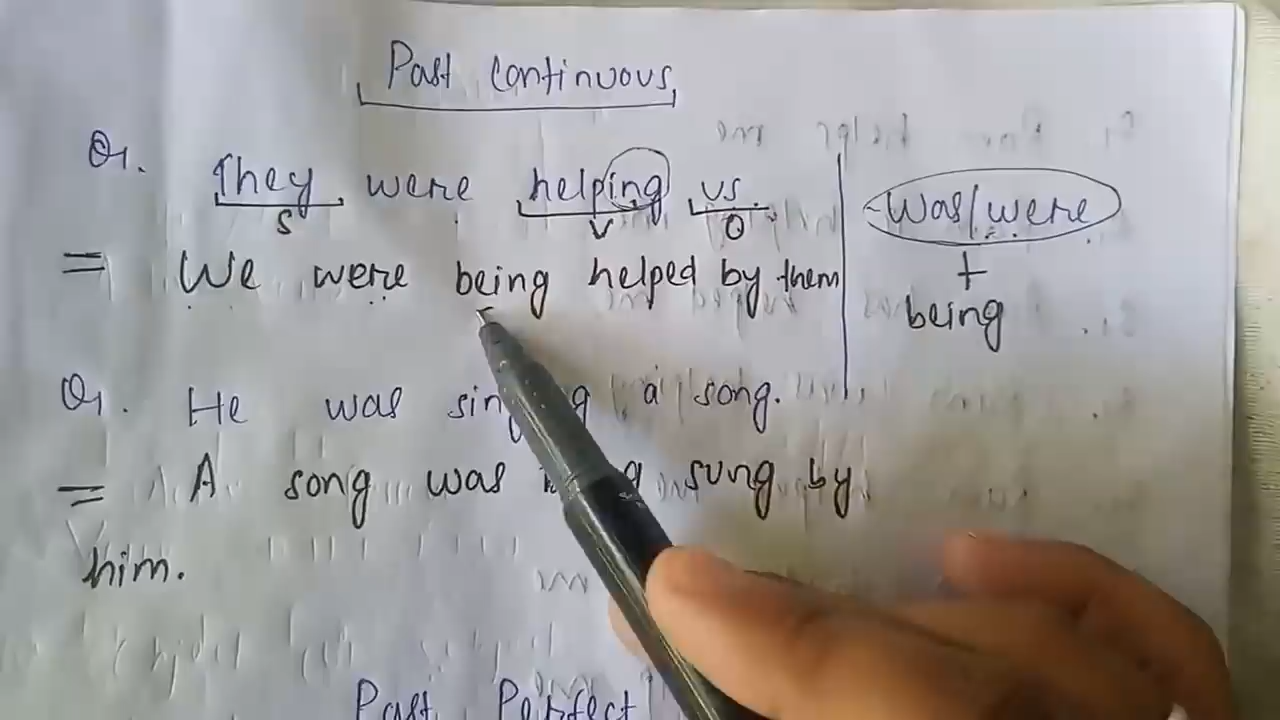 Past Continuous
Q1. They were helping us.
S V O
Was/were
+
being
= We were being helped by them
Q1. He was a song.
= A song was sung by
him.
Past Perfect